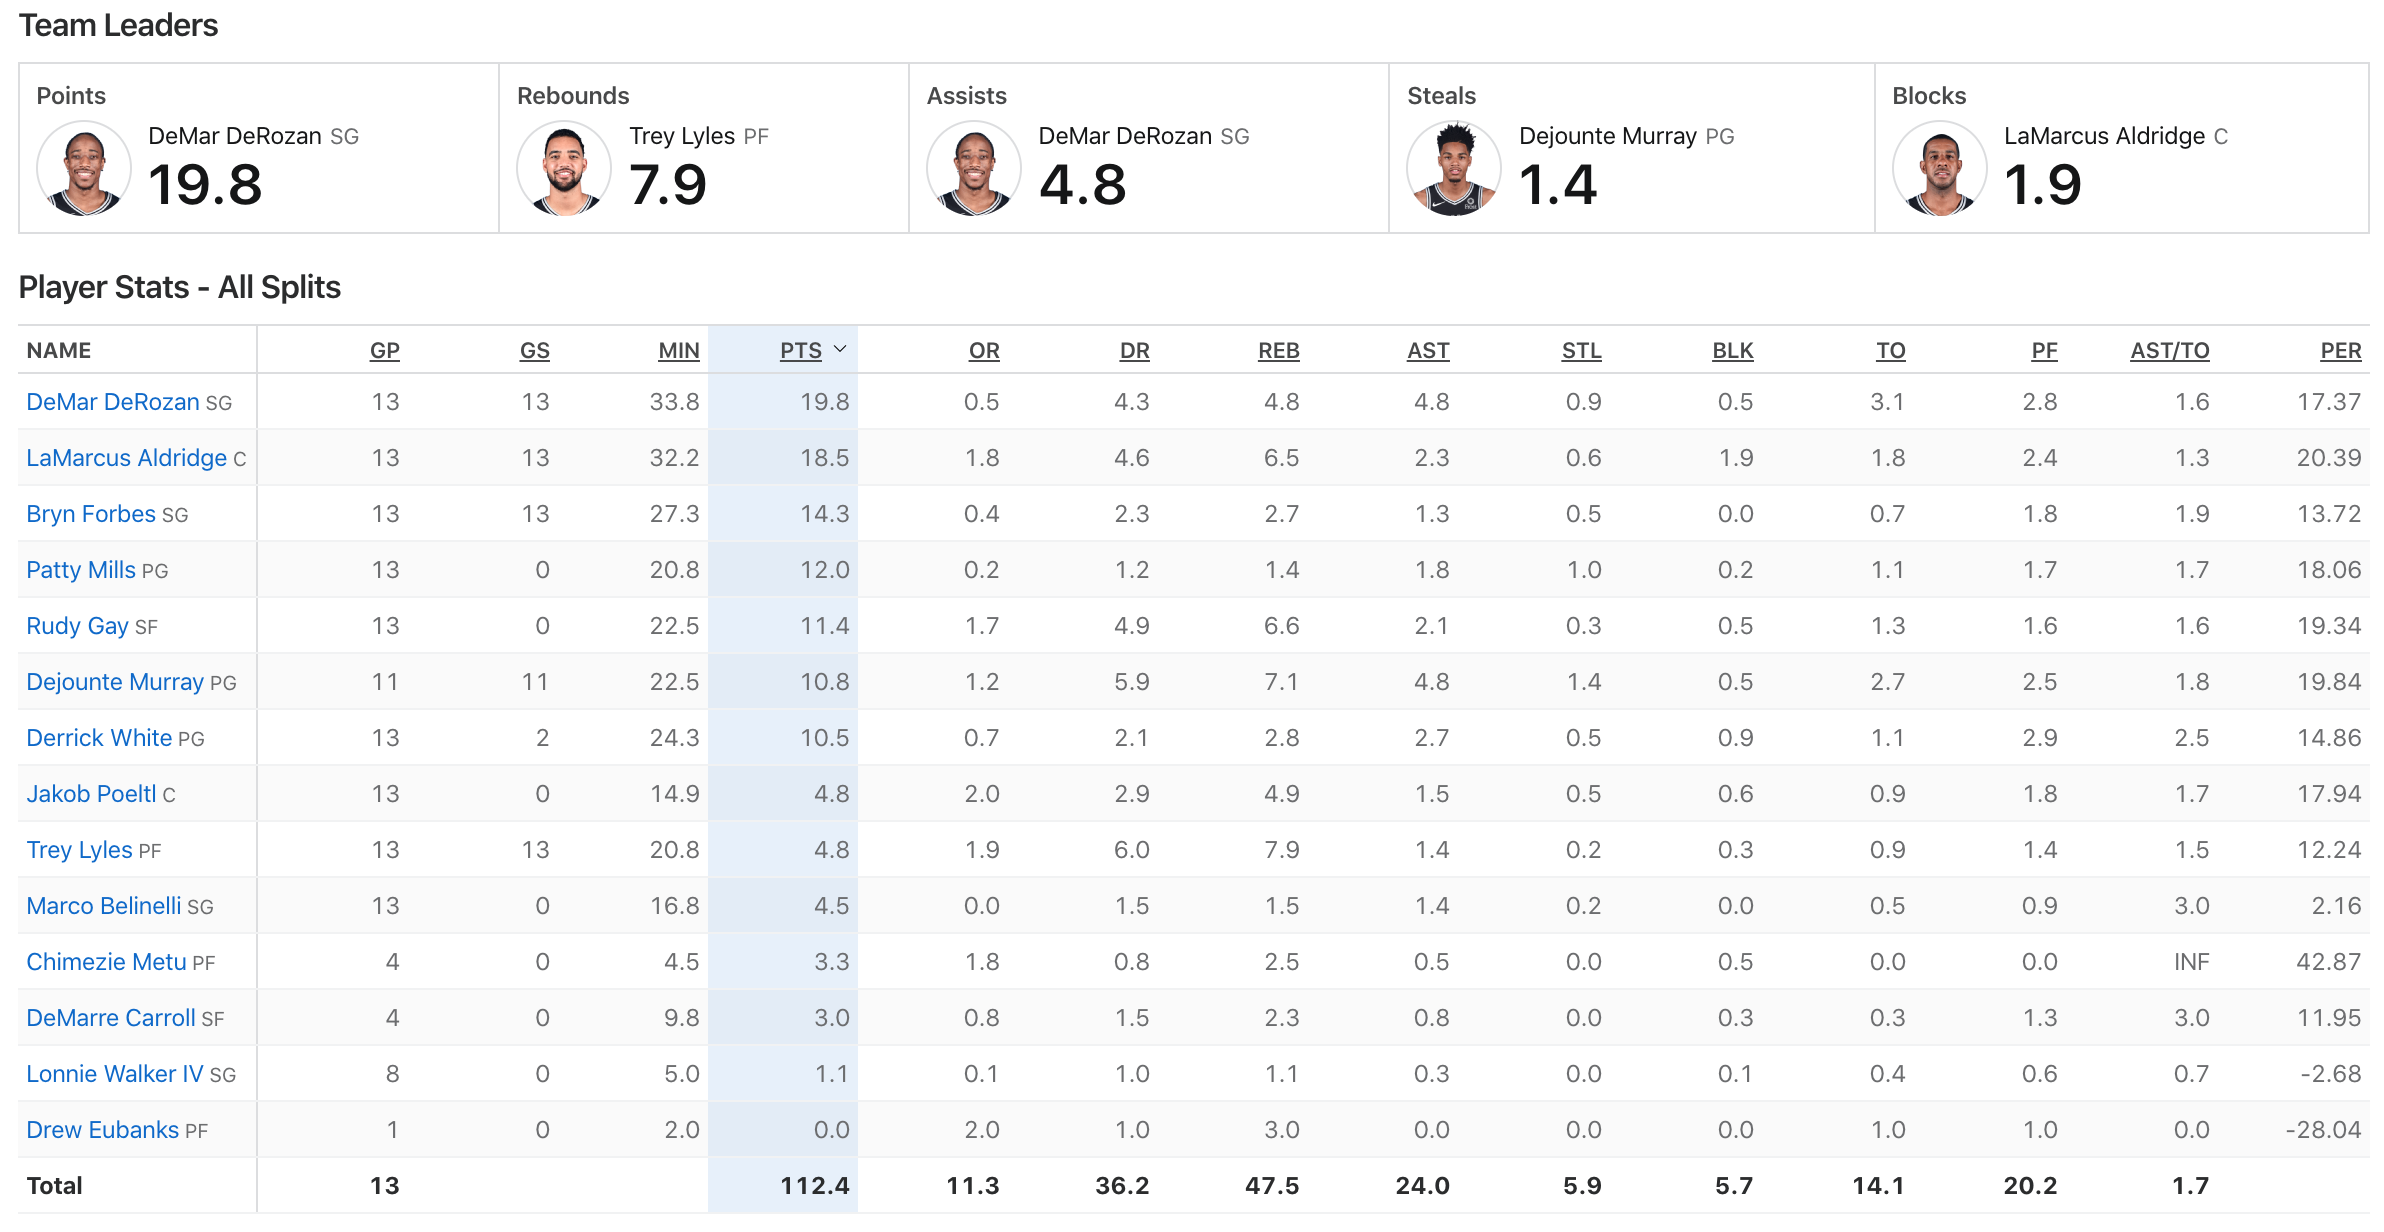 Team Leaders
Points
DeMar DeRozan SG
19.8
Rebounds
Trey Lyles PF
7.9
Assists
DeMar DeRozan SG
4.8
Steals
Dejounte Murray PG
1.4
Blocks
LaMarcus Aldridge C
1.9
Player Stats - All Splits
NAME GP GS MIN PTS OR DR REB AST STL BLK TO PF AST/TO PER
DeMar DeRozan SG 13 13 33.8 19.8 0.5 4.3 4.8 4.8 0.9 0.5 3.1 2.8 1.6 17.37
LaMarcus Aldridge C 13 13 32.2 18.5 1.8 4.6 6.5 2.3 0.6 1.9 1.8 2.4 1.3 20.39
Bryn Forbes SG 13 13 27.3 14.3 0.4 2.3 2.7 1.3 0.5 0.0 0.7 1.8 1.9 13.72
Patty Mills PG 13 0 20.8 12.0 0.2 1.2 1.4 1.8 1.0 0.2 1.1 1.7 1.7 18.06
Rudy Gay SF 13 0 22.5 11.4 1.7 4.9 6.6 2.1 0.3 0.5 1.3 1.6 1.6 19.34
Dejounte Murray PG 11 11 22.5 10.8 1.2 5.9 7.1 4.8 1.4 0.5 2.7 2.5 1.8 19.84
Derrick White PG 13 2 24.3 10.5 0.7 2.1 2.8 2.7 0.5 0.9 1.1 2.9 2.5 14.86
Jakob Poeltl C 13 0 14.9 4.8 2.0 2.9 4.9 1.5 0.5 0.6 0.9 1.8 1.7 17.94
Trey Lyles PF 13 13 20.8 4.8 1.9 6.0 7.9 1.4 0.2 0.3 0.9 1.4 1.5 12.24
Marco Belinelli SG 13 0 16.8 4.5 0.0 1.5 1.5 1.4 0.2 0.0 0.5 0.9 3.0 2.16
Chimezie Metu PF 4 0 4.5 3.3 1.8 0.8 2.5 0.5 0.0 0.5 0.0 0.0 INF 42.87
DeMarre Carroll SF 4 0 9.8 3.0 0.8 1.5 2.3 0.8 0.0 0.3 0.3 1.3 3.0 11.95
Lonnie Walker IV SG 8 0 5.0 1.1 0.1 1.0 1.1 0.3 0.0 0.1 0.4 0.6 0.7 -2.68
Drew Eubanks PF 1 0 2.0 0.0 2.0 1.0 3.0 0.0 0.0 0.0 1.0 1.0 0.0 -28.04
Total 13 112.4 11.3 36.2 47.5 24.0 5.9 5.7 14.1 20.2 1.7